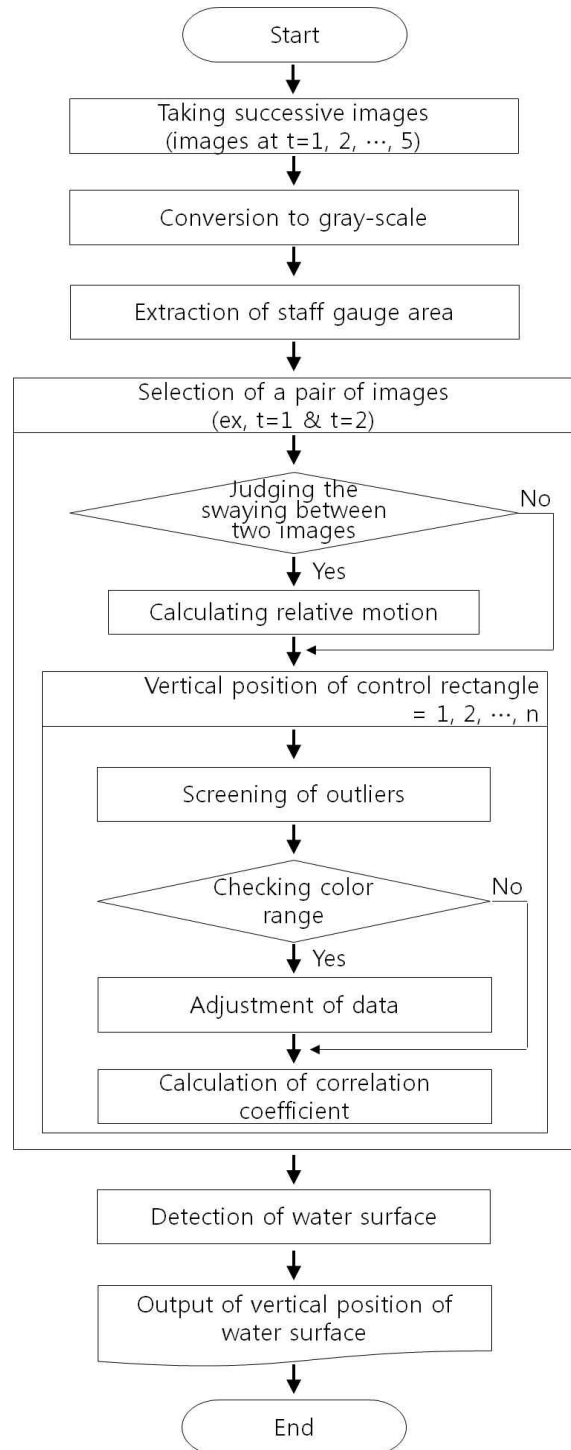 Start
Taking successive images
(images at t=1, 2, ⋯, 5)
Conversion to gray-scale
Extraction of staff gauge area
Selection of a pair of images
(ex, t=1 & t=2)
Judging the
swaying between
two images
No
Yes
Calculating relative motion
Vertical position of control rectangle
= 1, 2, ⋯, n
Screening of outliers
Checking color
range
No
Yes
Adjustment of data
Calculation of correlation
coefficient
Detection of water surface
Output of vertical position of
water surface
End